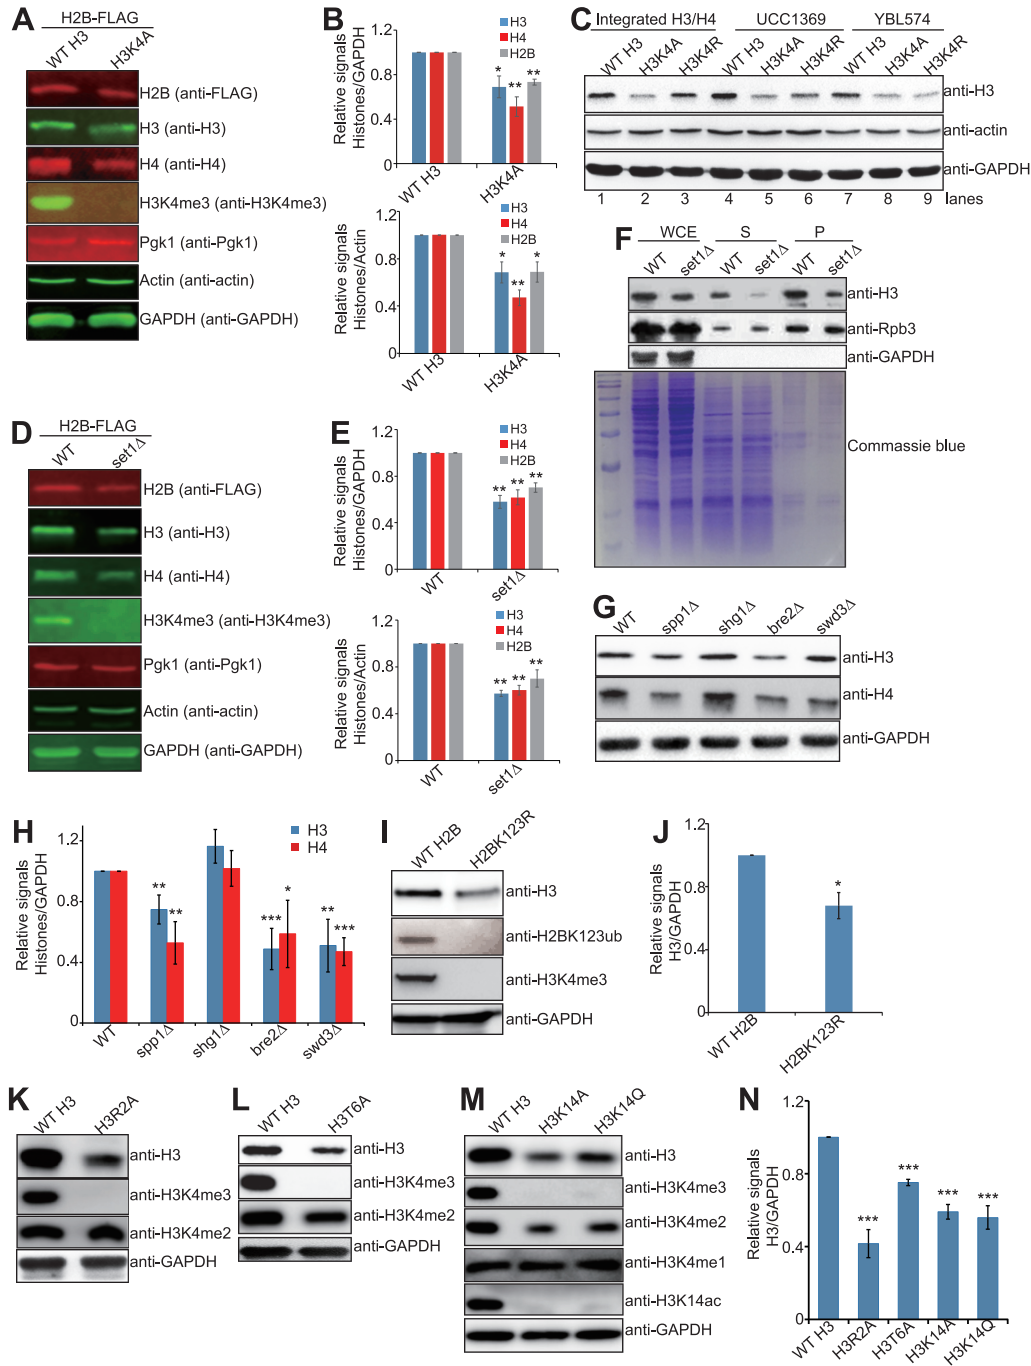 A
H2B-FLAG
WT H3
H3K4A
H2B (anti-FLAG)
H3 (anti-H3)
H4 (anti-H4)
H3K4me3 (anti-H3K4me3)
Pgk1 (anti-Pgk1)
Actin (anti-actin)
GAPDH (anti-GAPDH)
B
Relative signals
Histones/GAPDH
1.2
1.0
0.6
0.2
0
H3
H4
H2B
* ** **
WT H3
H3K4A
Relative signals
Histones/Actin
1.2
0.8
0.4
0
H3
H4
H2B
* ** *
WT H3
H3K4A
C
Integrated H3/H4 UCC1369 YBL574
WT H3 H3K4A H3K4R WT H3 H3K4A H3K4R WT H3 H3K4A H3K4R
anti-H3
anti-actin
anti-GAPDH
1 2 3 4 5 6 7 8 9 lanes
F
WCE S P
WT set1Δ WT set1Δ WT set1Δ
anti-H3
anti-Rpb3
anti-GAPDH
Commassie blue
D
H2B-FLAG
WT
set1Δ
H2B (anti-FLAG)
H3 (anti-H3)
H4 (anti-H4)
H3K4me3 (anti-H3K4me3)
Pgk1 (anti-Pgk1)
Actin (anti-actin)
GAPDH (anti-GAPDH)
E
Relative signals
Histones/GAPDH
1.2
0.8
0.4
0
H3
H4
H2B
** ** **
WT
set1Δ
Relative signals
Histones/Actin
1.2
0.8
0.4
0
H3
H4
H2B
** ** **
WT
set1Δ
G
WT spp1Δ shg1Δ bre2Δ swd3Δ
anti-H3
anti-H4
anti-GAPDH
H
Relative signals
Histones/GAPDH
1.2
0.8
0.4
0
H3
H4
** ** *** * ** ***
WT spp1Δ shg1Δ bre2Δ swd3Δ
I
WT H2B
H2BK123R
anti-H3
anti-H2BK123ub
anti-H3K4me3
anti-GAPDH
J
Relative signals
H3/GAPDH
1.2
0.8
0.4
0
*
WT H2B
H2BK123R
K
WT H3
H3R2A
anti-H3
anti-H3K4me3
anti-H3K4me2
anti-GAPDH
L
WT H3
H3T6A
anti-H3
anti-H3K4me3
anti-H3K4me2
anti-GAPDH
M
WT H3
H3K14A
H3K14Q
anti-H3
anti-H3K4me3
anti-H3K4me2
anti-H3K4me1
anti-H3K14ac
anti-GAPDH
N
Relative signals
H3/GAPDH
1.2
0.8
0.4
0
*** *** *** ***
WT H3 H3R2A H3T6A H3K14A H3K14Q